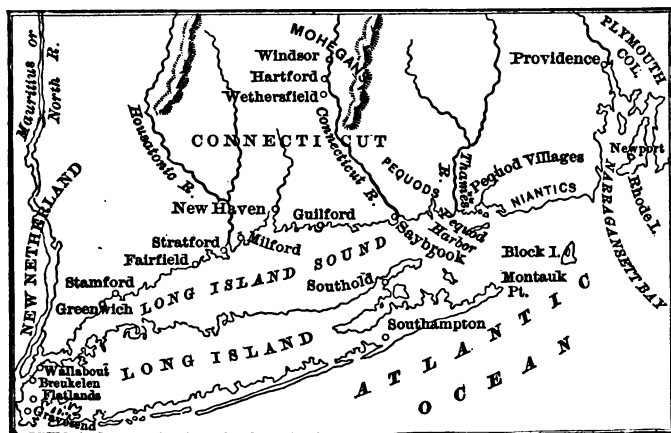 Mauritius or
North R.
NEW NETHERLAND
Housatonic R.
MOHEGANS
Windsor
Hartford
Wethersfield
Connecticut R.
CONNECTICUT
Providence
PLYMOUTH
COL.
Newport
Rhode I.
NARRAGANSETT BAY
PEQUODS
Thames
R.
Pequod Villages
NIANTICS
Pequod
Harbor
New Haven
Guilford
Saybrook
Stratford
Milford
Fairfield
Stamford
Greenwich
LONG ISLAND SOUND
Block I.
Montauk
Pt.
Southold
Southampton
LONG ISLAND
ATLANTIC
OCEAN
Wallabout
Breukelen
Flatlands
Gravesend